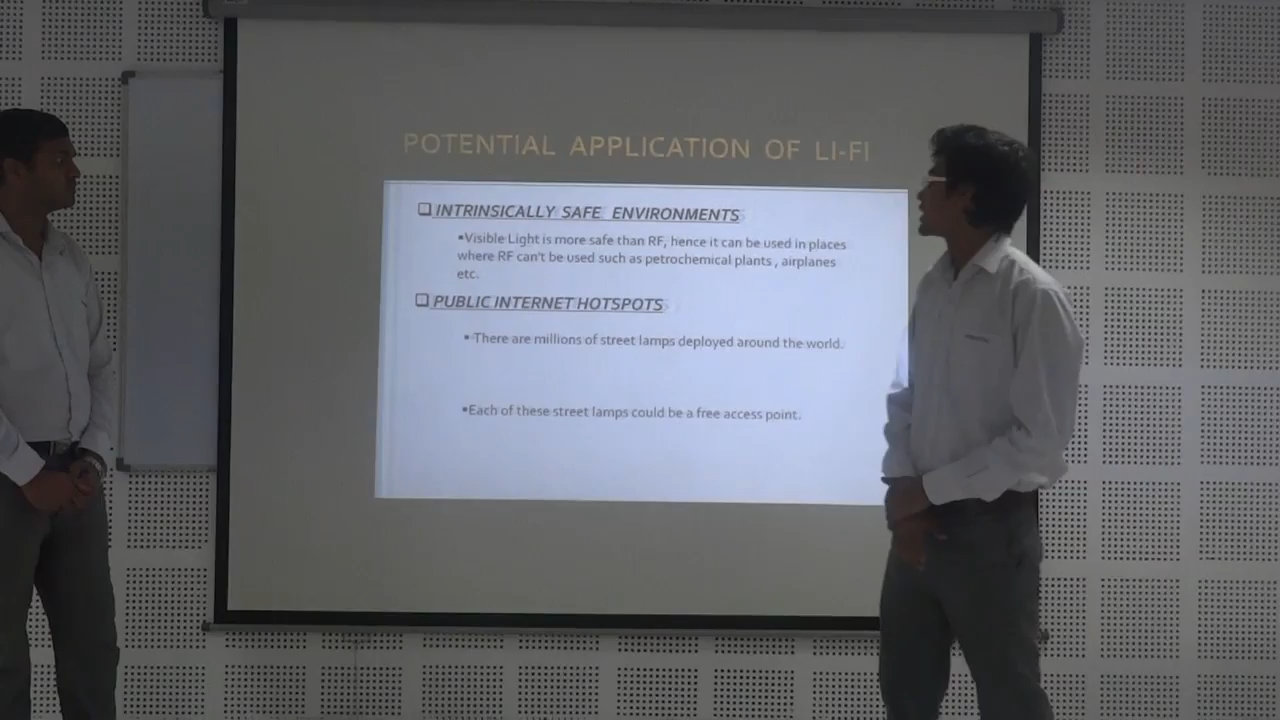 POTENTIAL APPLICATION OF LI-FI
❑ INTRINSICALLY SAFE ENVIRONMENTS
▪Visible Light is more safe than RF, hence it can be used in places
where RF can't be used such as petrochemical plants , airplanes
etc.
❑ PUBLIC INTERNET HOTSPOTS
▪ There are millions of street lamps deployed around the world.
▪Each of these street lamps could be a free access point.